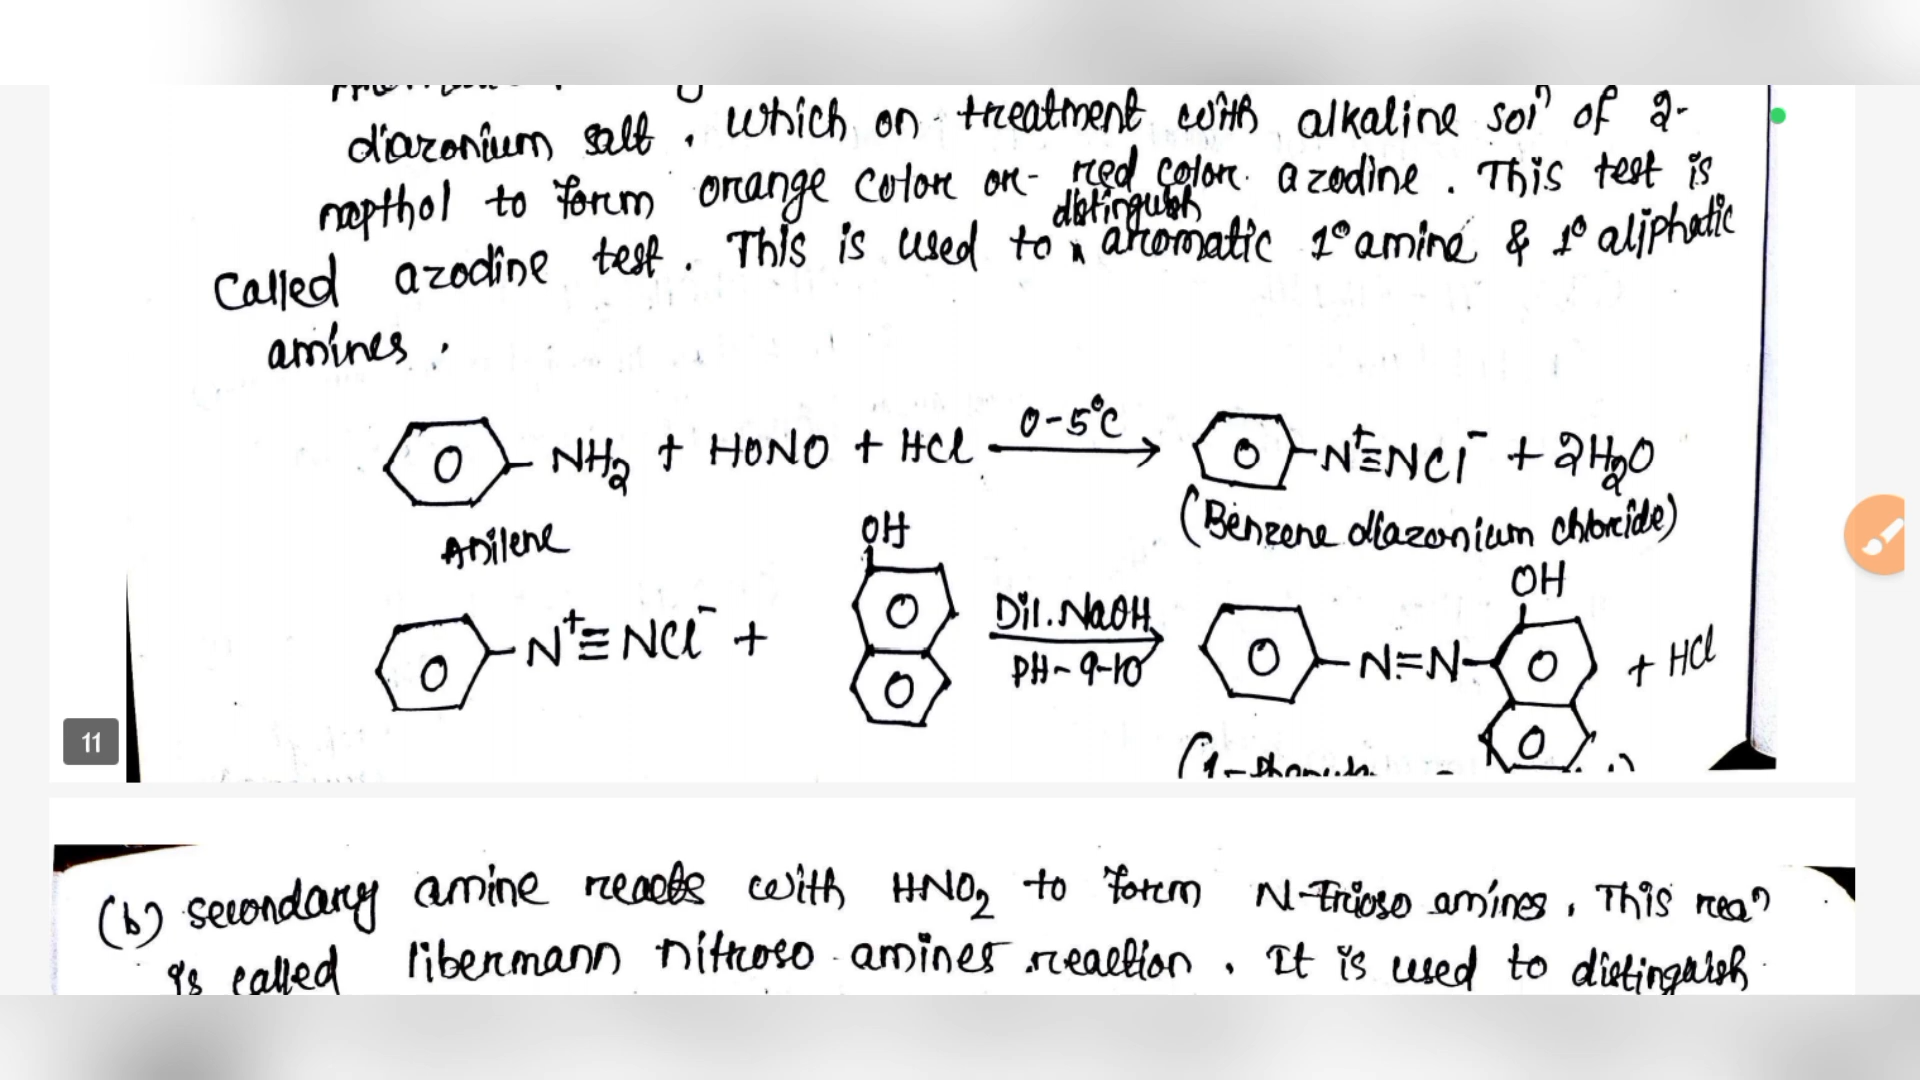 diazonium salt. which on treatment with alkaline solⁿ of 2-
napthol to form orange color or red color azodine. This test is
distinguish
Called azodine test. This is used to ∧ aromatic 1° amine & 1° aliphatic
amines.
0-5°C
NH2 + HONO + HCl → N⁺≡NCl⁻ + 2H2O
Anilene
(Benzene diazonium chloride)
OH
OH
N⁺≡NCl⁻ + Dil. NaOH N=N + HCl
PH~9-10
11
(b) secondary amine reacts with HNO2 to form amines. This reaⁿ
is called libermann nitroso amines reaction. It is used to distinguish